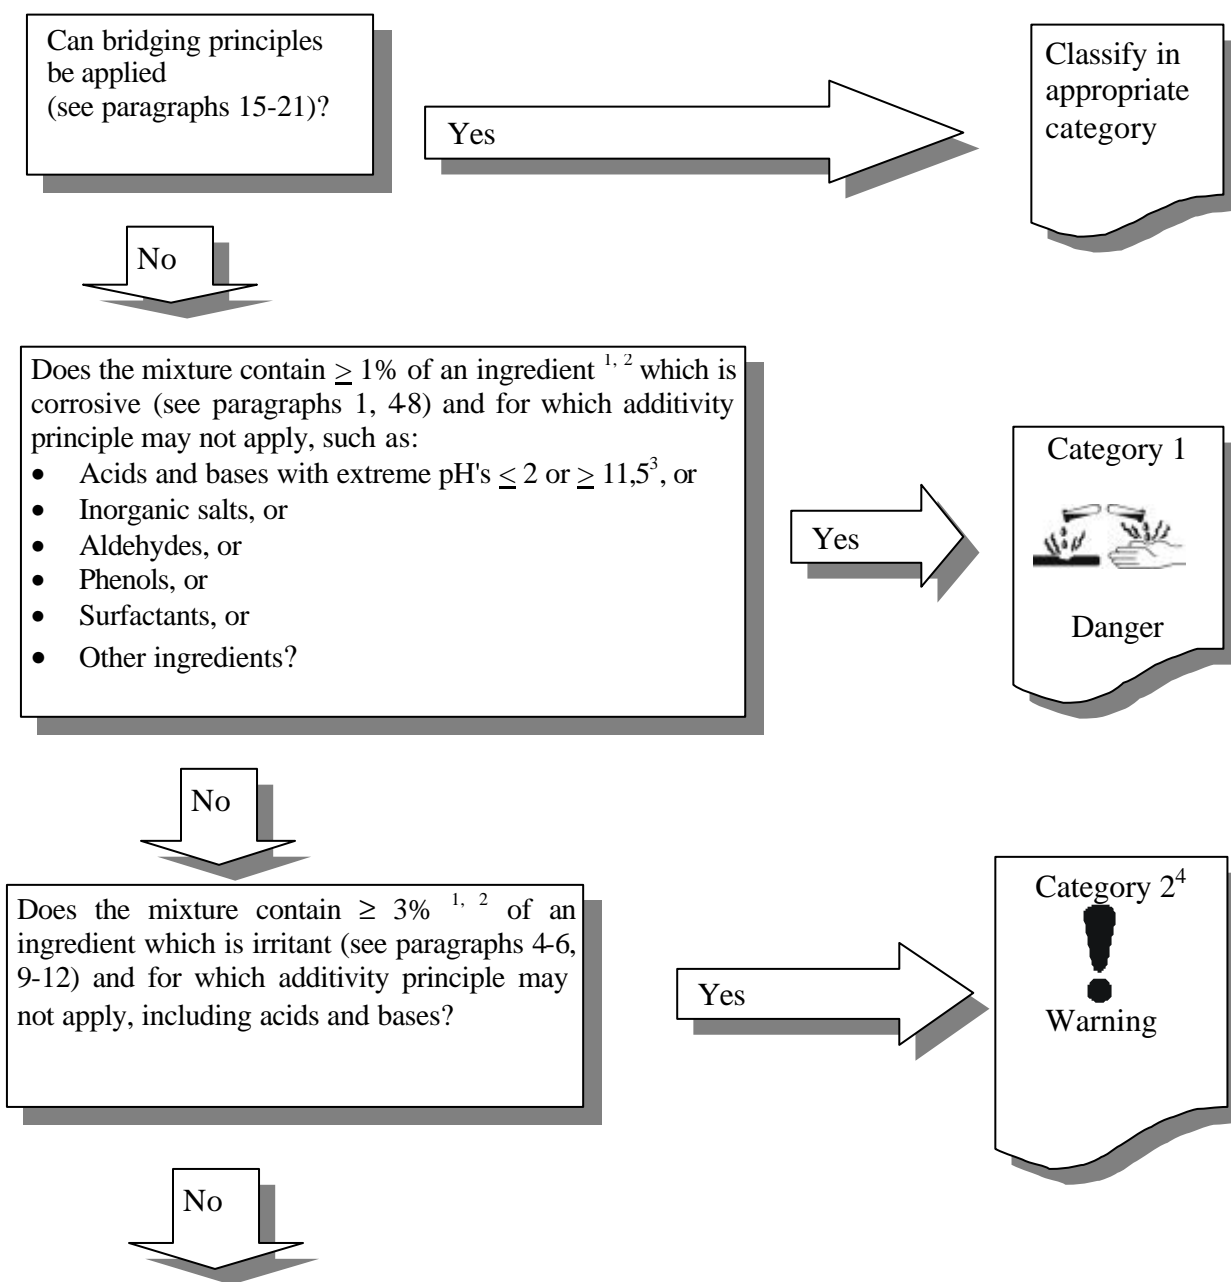 Can bridging principles
be applied
(see paragraphs 15-21)?
Yes
Classify in
appropriate
category
No
Does the mixture contain ≥ 1% of an ingredient 1, 2 which is
corrosive (see paragraphs 1, 48) and for which additivity
principle may not apply, such as:
• Acids and bases with extreme pH's ≤ 2 or ≥ 11,5³, or
• Inorganic salts, or
• Aldehydes, or
• Phenols, or
• Surfactants, or
• Other ingredients?
Yes
Category 1
Danger
No
Does the mixture contain ≥ 3% 1, 2 of an
ingredient which is irritant (see paragraphs 4-6,
9-12) and for which additivity principle may
not apply, including acids and bases?
Yes
Category 2⁴
Warning
No